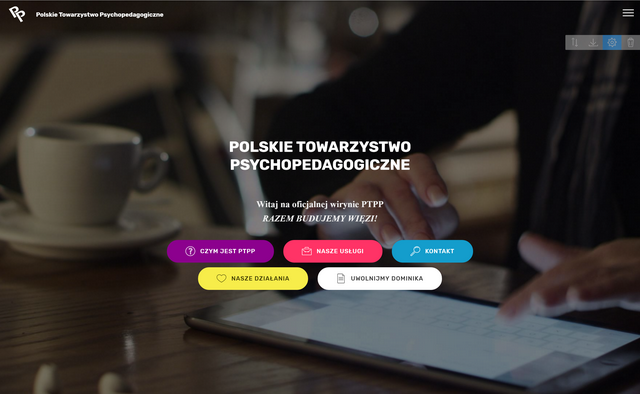 Polskie Towarzystwo Psychopedagogiczne
POLSKIE TOWARZYSTWO
PSYCHOPEDAGOGICZNE
Witaj na oficjalnej wirynie PTPP
RAZEM BUDUJEMY WIĘZI!
CZYM JEST PTPP
NASZE USŁUGI
KONTAKT
NASZE DZIAŁANIA
UWOLNIJMY DOMINIKA